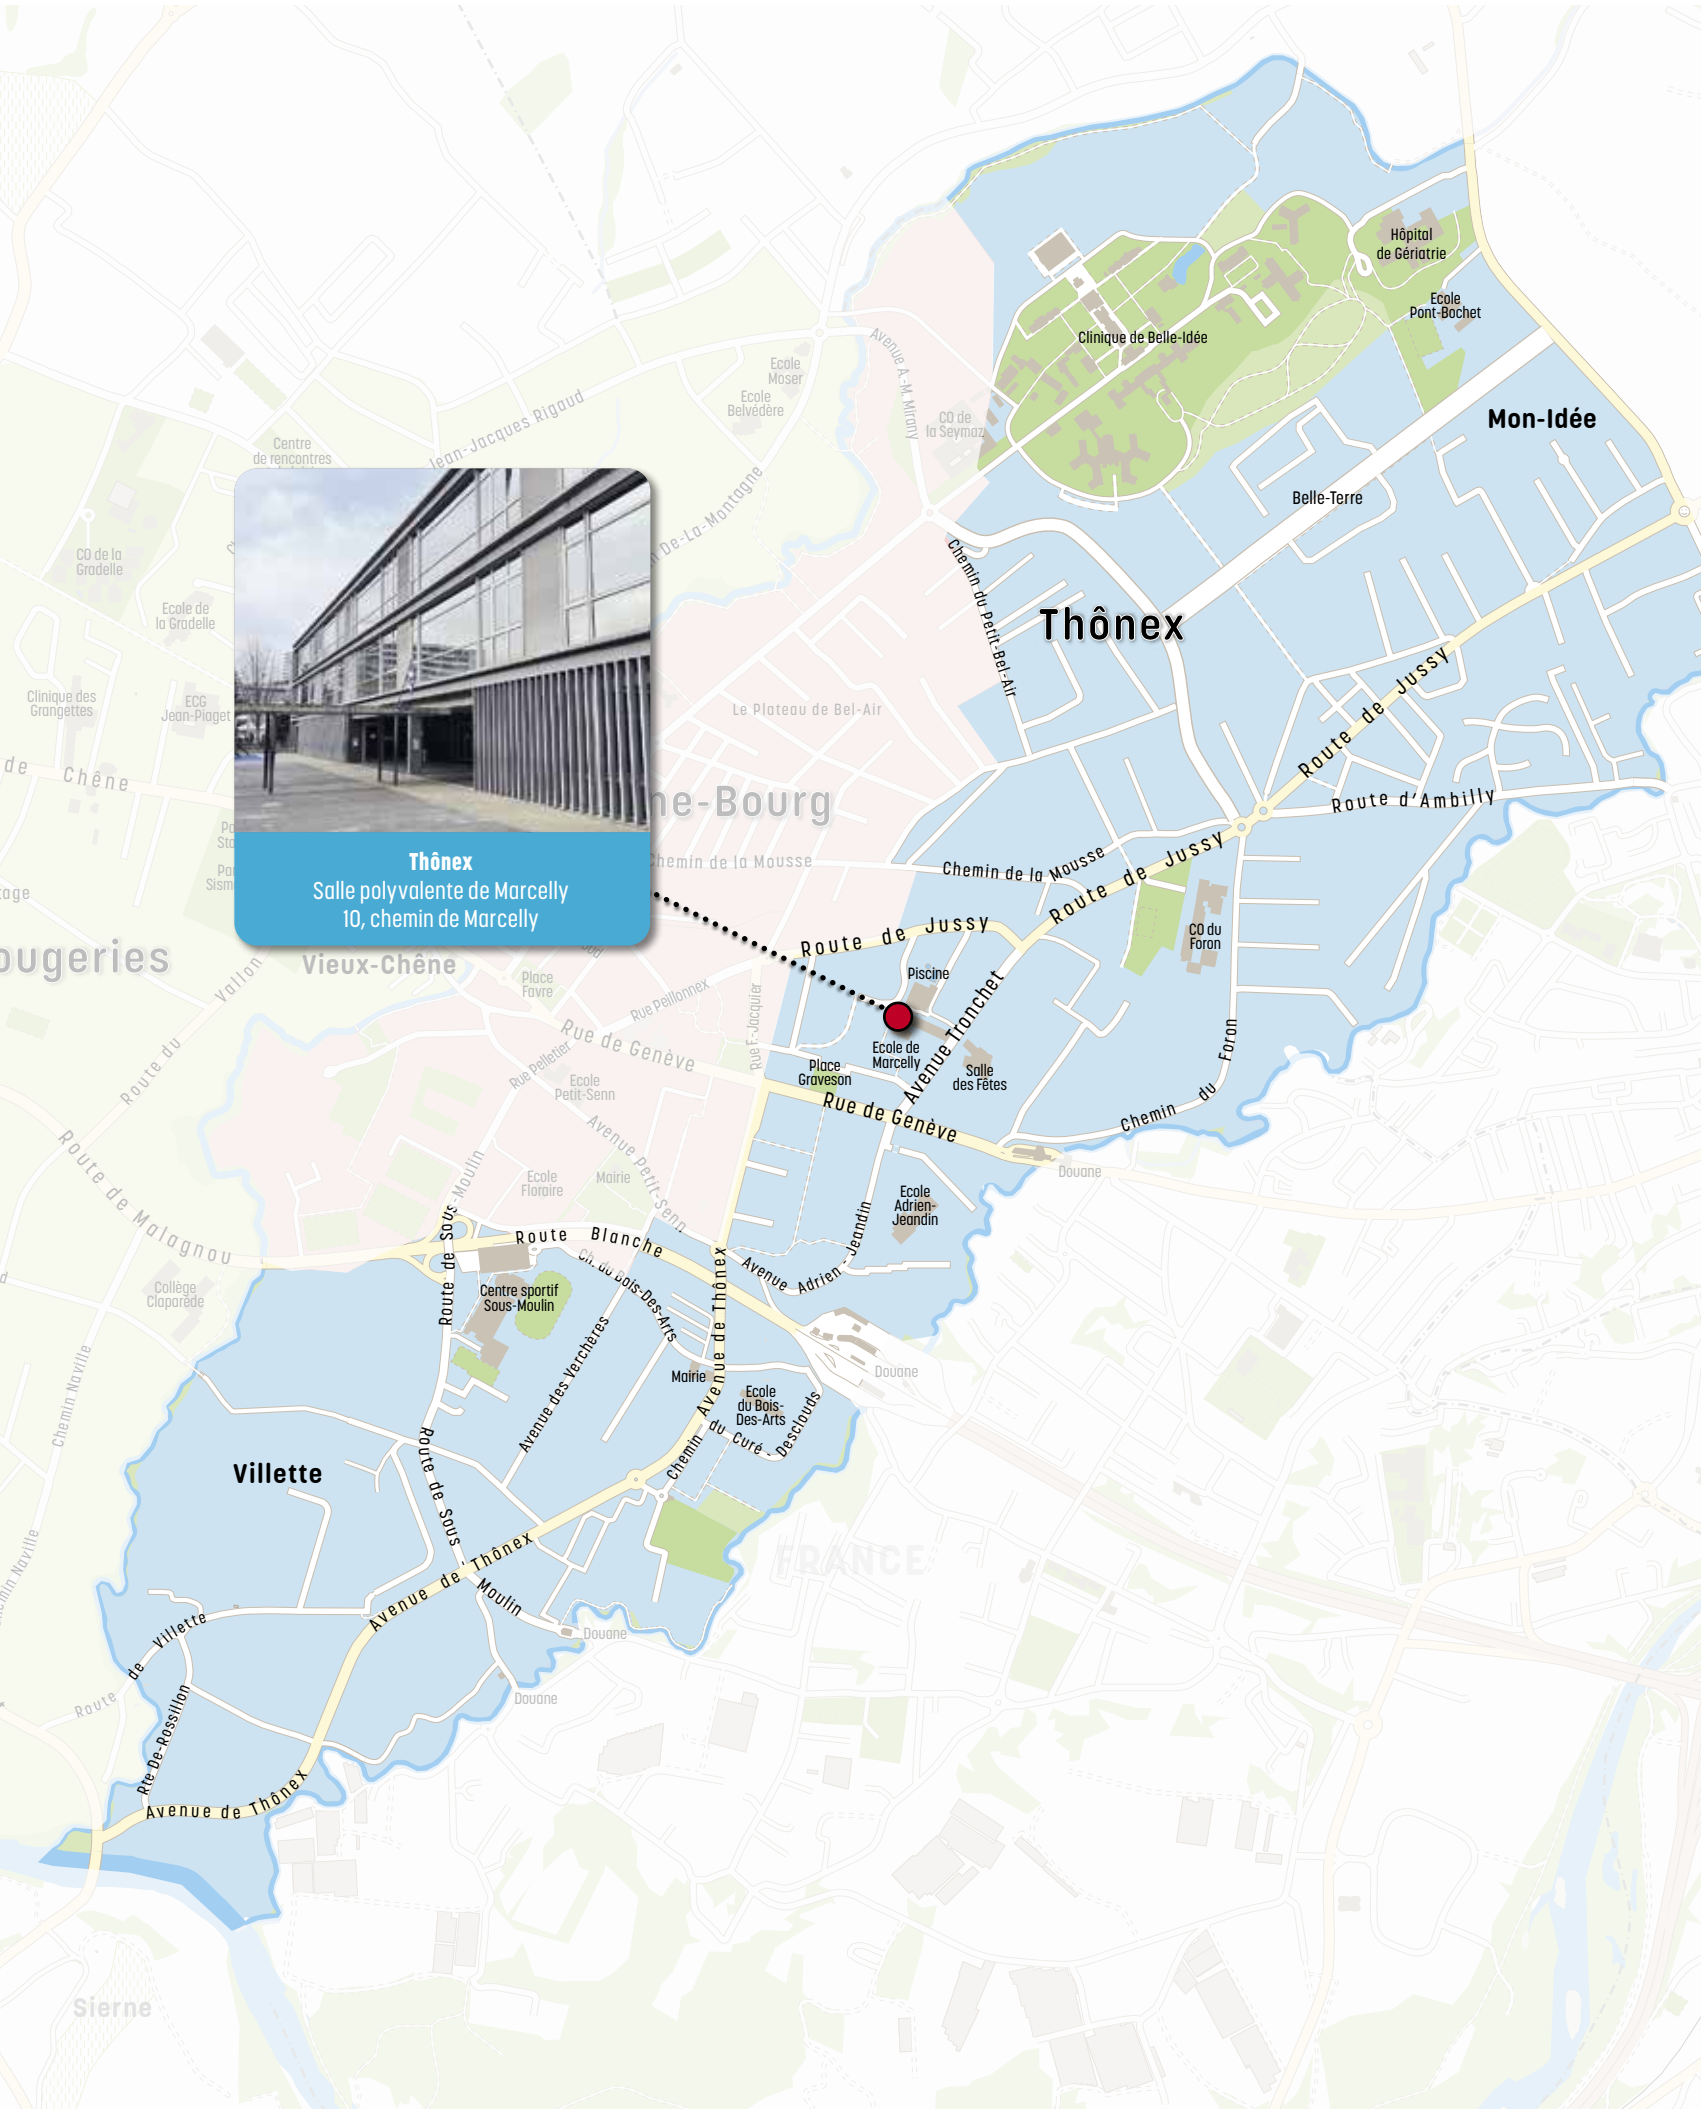 Hôpital
de Gériatrie
Ecole
Pont-Bochet
Clinique de Belle-Idée
Avenue A.-M. Mirany
Ecole
Moser
Ecole
Belvédère
CO de
la Seymaz
Mon-Idée
Jean-Jacques Rigaud
Centre
de rencontres
De-La-Montagne
Belle-Terre
CO de la
Gradelle
Ecole de
la Gradelle
Chemin du Petit-Bel-Air
Thônex
Clinique des
Grangettes
ECG
Jean-Piaget
Le Plateau de Bel-Air
Route de Jussy
de Chêne
ne-Bourg
Route d'Ambilly
Thônex
Salle polyvalente de Marcelly
10, chemin de Marcelly
Chemin de la Mousse
Chemin de la Mousse
Route de Jussy
Route de Jussy
CO du
Foron
ougeries
Vieux-Chêne
Vallon
Route du
Place
Favre
Rue Peillonnex
Rue F.-Jacquier
Piscine
Avenue Tronchet
Ecole de
Marcelly
Salle
des Fêtes
Place
Graveson
Rue de Genève
Rue de Genève
Rue Pelletier
Ecole
Petit-Senn
Avenue Petit-Senn
Chemin du Foron
Douane
Route de Malagnou
Ecole
Floraire
Mairie
Ecole
Adrien-
Jeandin
Avenue Adrien-Jeandin
Route de Sous-Moulin
Route Blanche
Ch. du Bois-Des-Arts
Collège
Claparède
Centre sportif
Sous-Moulin
Avenue des Verchères
Avenue de Thônex
Mairie
Ecole
du Bois-
Des-Arts
Chemin du Curé-Desclouds
Douane
Chemin Naville
Chemin Naville
Villette
Route de Sous Moulin
Avenue de Thônex
FRANCE
Route de Villette
Douane
Douane
Rte De-Rossillon
Avenue de Thônex
Sierne